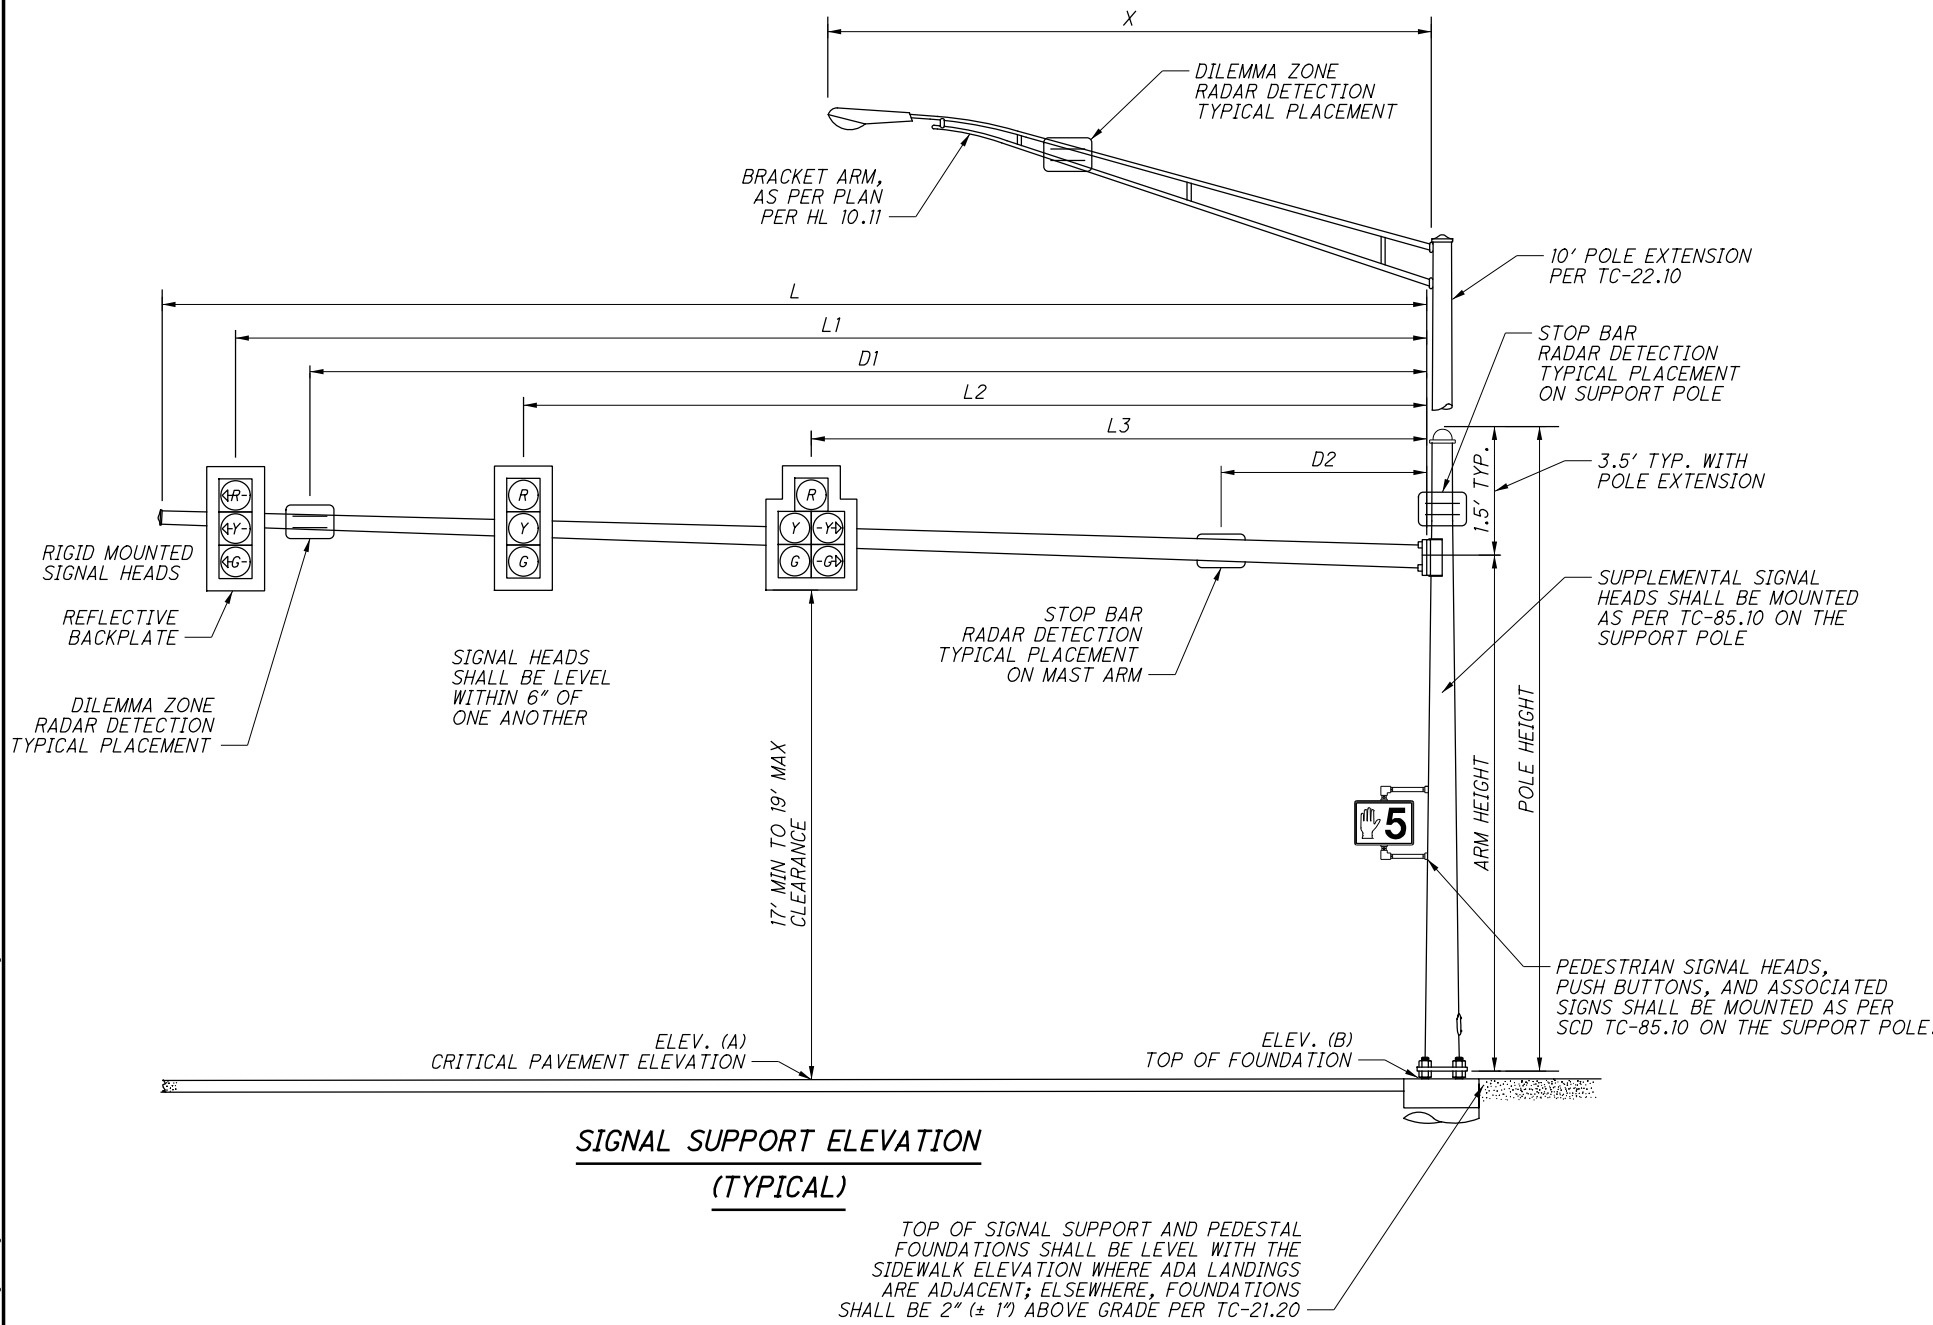 X
DILEMMA ZONE
RADAR DETECTION
TYPICAL PLACEMENT
BRACKET ARM,
AS PER PLAN
PER HL 10.11
10' POLE EXTENSION
PER TC-22.10
L
L1
D1
L2
L3
D2
STOP BAR
RADAR DETECTION
TYPICAL PLACEMENT
ON SUPPORT POLE
1.5' TYP.
3.5' TYP. WITH
POLE EXTENSION
R
Y
G
R
Y
G
R
Y
Y
G
G
RIGID MOUNTED
SIGNAL HEADS
REFLECTIVE
BACKPLATE
DILEMMA ZONE
RADAR DETECTION
TYPICAL PLACEMENT
SIGNAL HEADS
SHALL BE LEVEL
WITHIN 6" OF
ONE ANOTHER
STOP BAR
RADAR DETECTION
TYPICAL PLACEMENT
ON MAST ARM
SUPPLEMENTAL SIGNAL
HEADS SHALL BE MOUNTED
AS PER TC-85.10 ON THE
SUPPORT POLE
17' MIN TO 19' MAX
CLEARANCE
5
ARM HEIGHT
POLE HEIGHT
PEDESTRIAN SIGNAL HEADS,
PUSH BUTTONS, AND ASSOCIATED
SIGNS SHALL BE MOUNTED AS PER
SCD TC-85.10 ON THE SUPPORT POLE.
ELEV. (A)
CRITICAL PAVEMENT ELEVATION
ELEV. (B)
TOP OF FOUNDATION
SIGNAL SUPPORT ELEVATION
(TYPICAL)
TOP OF SIGNAL SUPPORT AND PEDESTAL
FOUNDATIONS SHALL BE LEVEL WITH THE
SIDEWALK ELEVATION WHERE ADA LANDINGS
ARE ADJACENT; ELSEWHERE, FOUNDATIONS
SHALL BE 2" (± 1") ABOVE GRADE PER TC-21.20